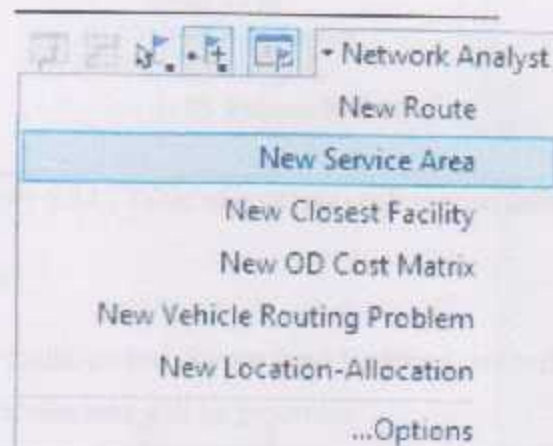 Network Analyst
New Route
New Service Area
New Closest Facility
New OD Cost Matrix
New Vehicle Routing Problem
New Location-Allocation
...Options